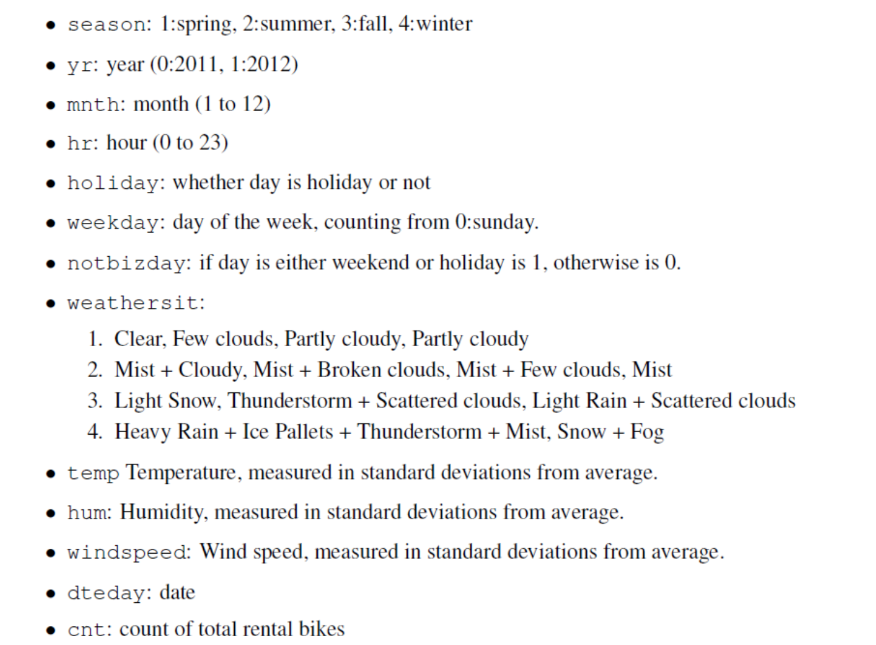 • season: 1:spring, 2:summer, 3:fall, 4:winter
• yr: year (0:2011, 1:2012)
• mnth: month (1 to 12)
• hr: hour (0 to 23)
• holiday: whether day is holiday or not
• weekday: day of the week, counting from 0:sunday.
• notbizday: if day is either weekend or holiday is 1, otherwise is 0.
• weathersit:
1. Clear, Few clouds, Partly cloudy, Partly cloudy
2. Mist + Cloudy, Mist + Broken clouds, Mist + Few clouds, Mist
3. Light Snow, Thunderstorm + Scattered clouds, Light Rain + Scattered clouds
4. Heavy Rain + Ice Pallets + Thunderstorm + Mist, Snow + Fog
• temp Temperature, measured in standard deviations from average.
• hum: Humidity, measured in standard deviations from average.
• windspeed: Wind speed, measured in standard deviations from average.
• dteday: date
• cnt: count of total rental bikes